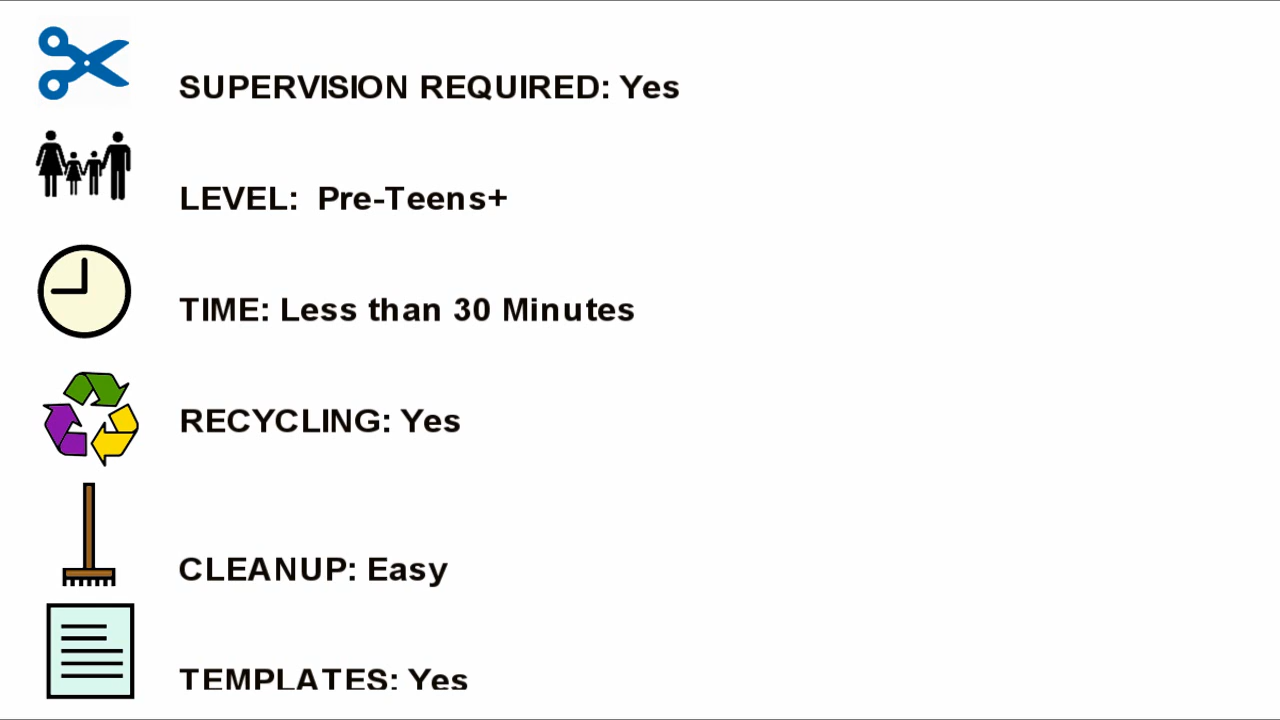 SUPERVISION REQUIRED: Yes
LEVEL: Pre-Teens+
TIME: Less than 30 Minutes
RECYCLING: Yes
CLEANUP: Easy
TEMPLATES: Yes